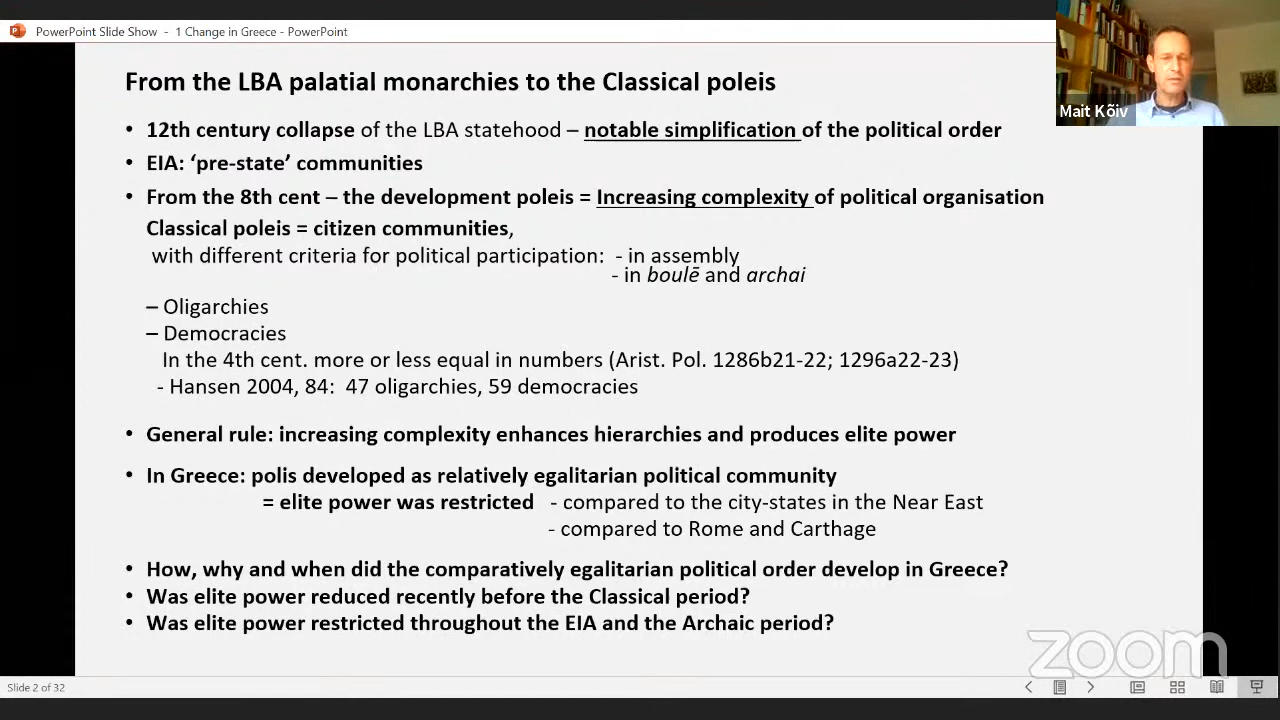 PowerPoint Slide Show - 1 Change in Greece - PowerPoint
From the LBA palatial monarchies to the Classical poleis
Mait Kõiv
• 12th century collapse of the LBA statehood – notable simplification of the political order
• EIA: ‘pre-state’ communities
• From the 8th cent – the development poleis = Increasing complexity of political organisation
Classical poleis = citizen communities,
with different criteria for political participation: - in assembly
- in boulē and archai
– Oligarchies
– Democracies
In the 4th cent. more or less equal in numbers (Arist. Pol. 1286b21-22; 1296a22-23)
- Hansen 2004, 84: 47 oligarchies, 59 democracies
• General rule: increasing complexity enhances hierarchies and produces elite power
• In Greece: polis developed as relatively egalitarian political community
= elite power was restricted - compared to the city-states in the Near East
- compared to Rome and Carthage
• How, why and when did the comparatively egalitarian political order develop in Greece?
• Was elite power reduced recently before the Classical period?
• Was elite power restricted throughout the EIA and the Archaic period?
zoom
Slide 2 of 32